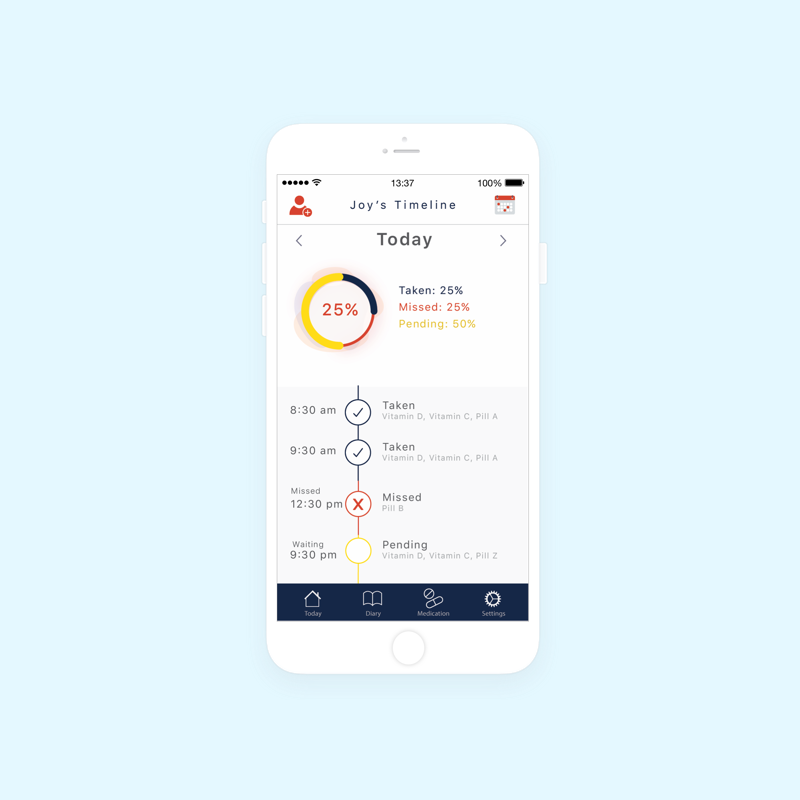 13:37
100%
Joy's Timeline
Today
25%
Taken: 25%
Missed: 25%
Pending: 50%
8:30 am
Taken
Vitamin D, Vitamin C, Pill A
9:30 am
Taken
Vitamin D, Vitamin C, Pill A
Missed
12:30 pm
X
Missed
Pill B
Waiting
9:30 pm
Pending
Vitamin D, Vitamin C, Pill Z
Today
Diary
Medication
Settings